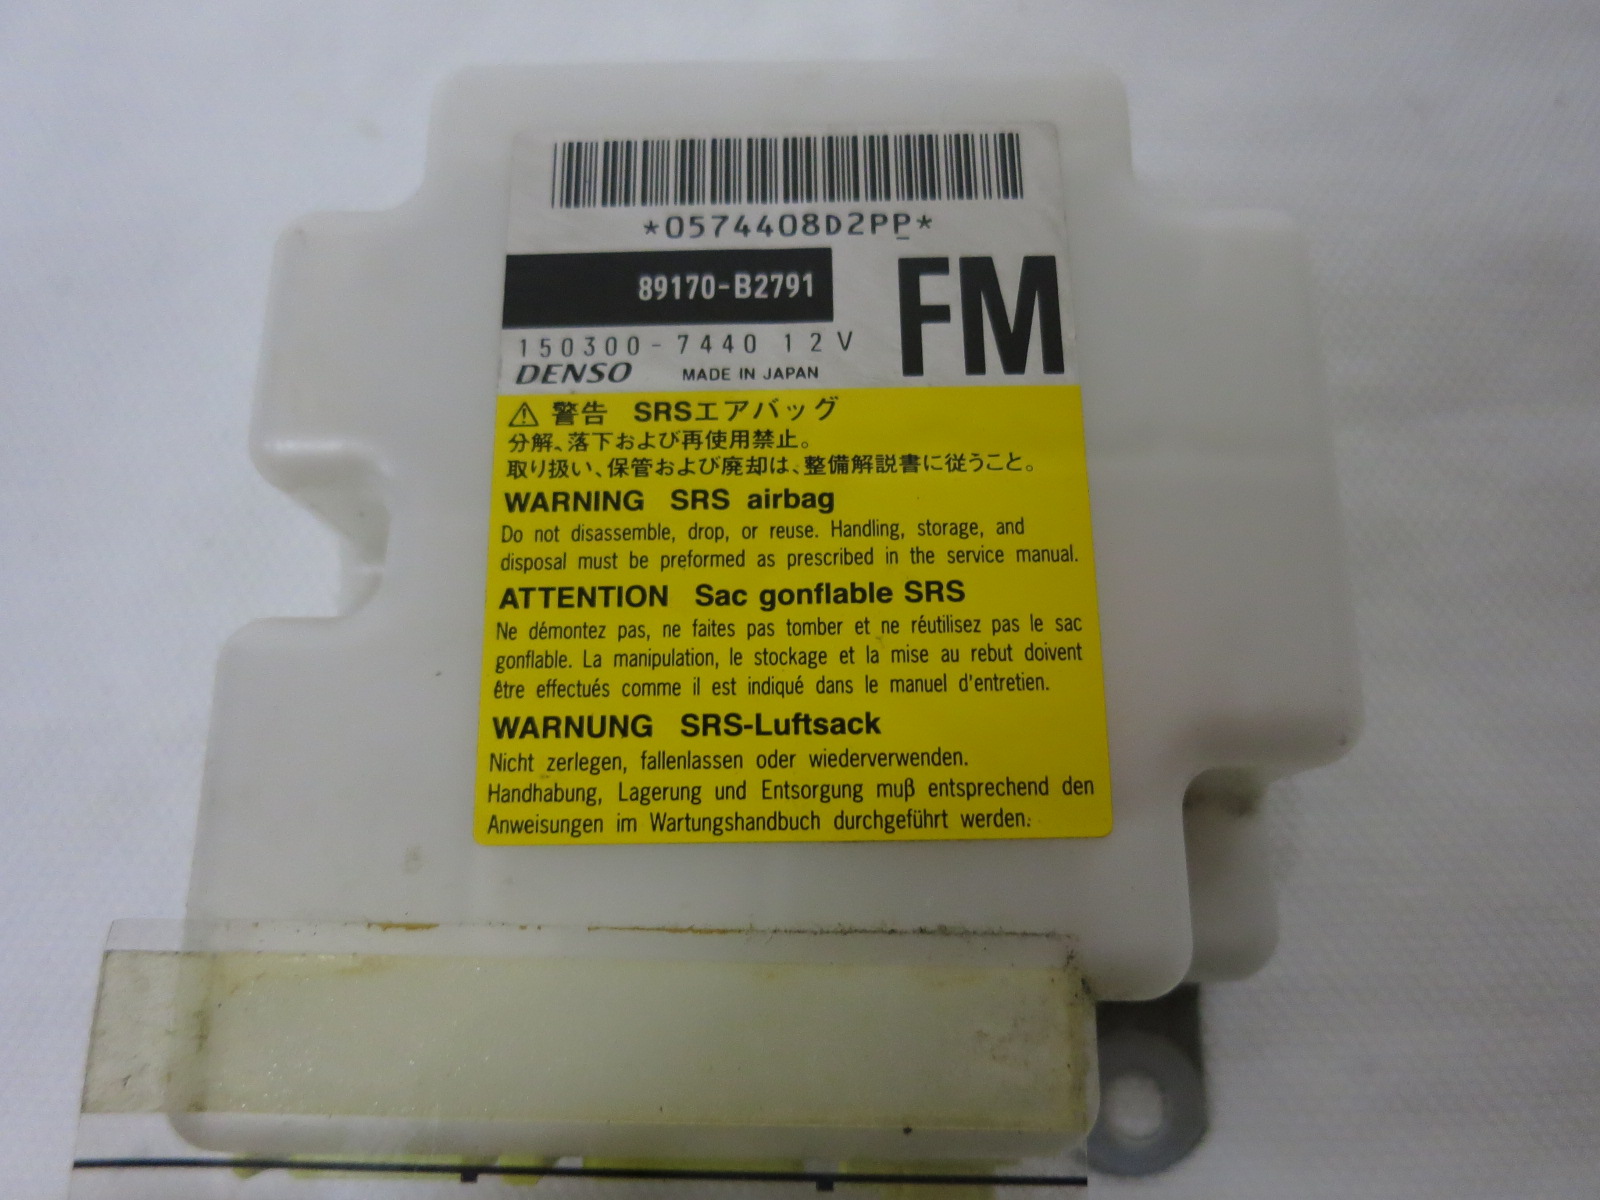 *0574408D2PP*
89170-B2791
FM
150300-7440 12V
DENSO MADE IN JAPAN
⚠ 警告 SRSエアバッグ
分解、落下および再使用禁止。
取り扱い、保管および廃却は、整備解説書に従うこと。
WARNING SRS airbag
Do not disassemble, drop, or reuse. Handling, storage, and
disposal must be preformed as prescribed in the service manual.
ATTENTION Sac gonflable SRS
Ne démontez pas, ne faites pas tomber et ne réutilisez pas le sac
gonflable. La manipulation, le stockage et la mise au rebut doivent
être effectués comme il est indiqué dans le manuel d'entretien.
WARNUNG SRS-Luftsack
Nicht zerlegen, fallenlassen oder wiederverwenden.
Handhabung, Lagerung und Entsorgung muβ entsprechend den
Anweisungen im Wartungshandbuch durchgeführt werden.